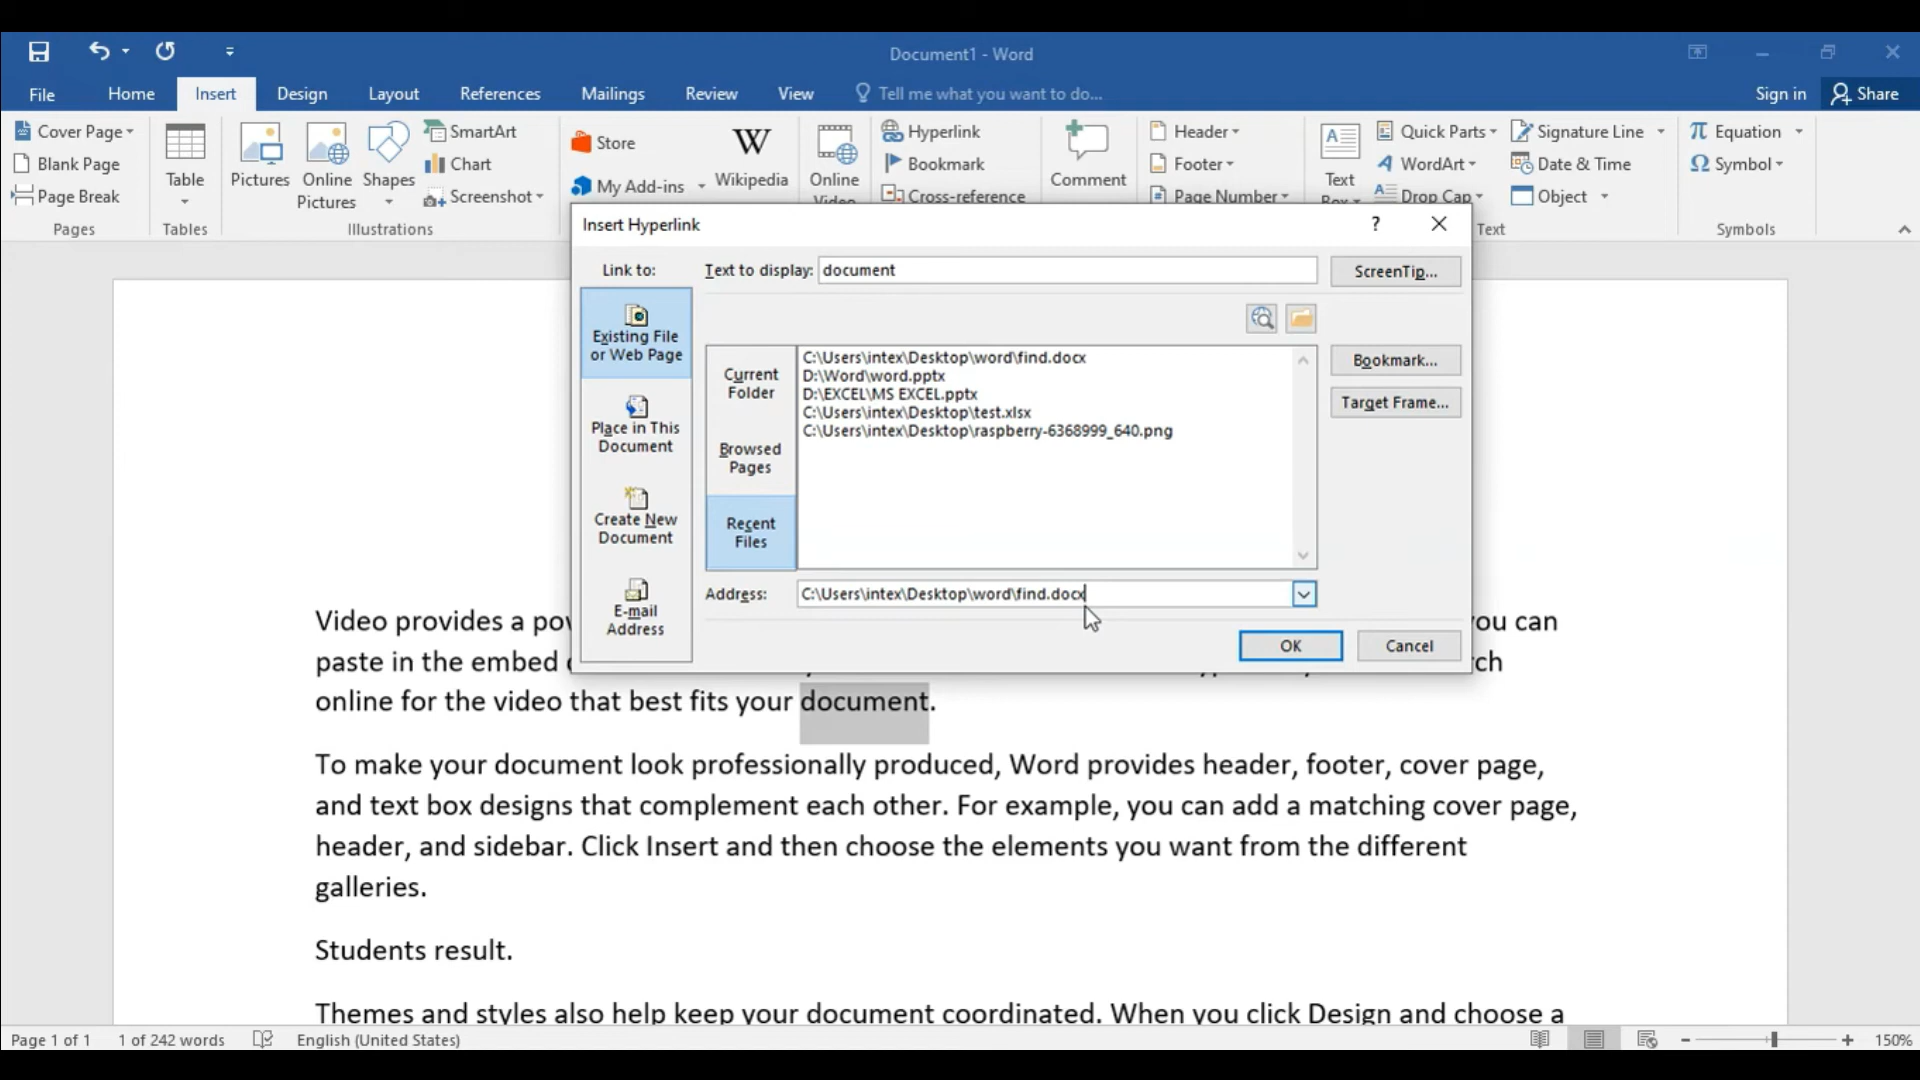 Document1 - Word
File Home Insert Design Layout References Mailings Review View Tell me what you want to do... Sign in Share
Cover Page
Blank Page
Page Break
Pages
Table
Tables
Pictures
Online Pictures
Shapes
SmartArt
Chart
Screenshot
Illustrations
Store
My Add-ins
Wikipedia
Online Video
Hyperlink
Bookmark
Cross-reference
Comment
Header
Footer
Page Number
Text Box
Quick Parts
WordArt
Drop Cap
Signature Line
Date & Time
Object
Text
Equation
Symbol
Symbols
Insert Hyperlink ?
Link to:
Text to display: document
ScreenTip...
Existing File
or Web Page
Place in This
Document
Create New
Document
E-mail
Address
Current
Folder
Browsed
Pages
Recent
Files
C:\Users\intex\Desktop\word\find.docx
D:\Word\word.pptx
D:\EXCEL\MS EXCEL.pptx
C:\Users\intex\Desktop\test.xlsx
C:\Users\intex\Desktop\raspberry-6368999_640.png
Bookmark...
Target Frame...
Address: C:\Users\intex\Desktop\word\find.docx
OK Cancel
Video provides a you can
paste in the embed
online for the video that best fits your document.
To make your document look professionally produced, Word provides header, footer, cover page,
and text box designs that complement each other. For example, you can add a matching cover page,
header, and sidebar. Click Insert and then choose the elements you want from the different
galleries.
Students result.
Themes and styles also help keep your document coordinated. When you click Design and choose a
Page 1 of 1 1 of 242 words English (United States) 150%